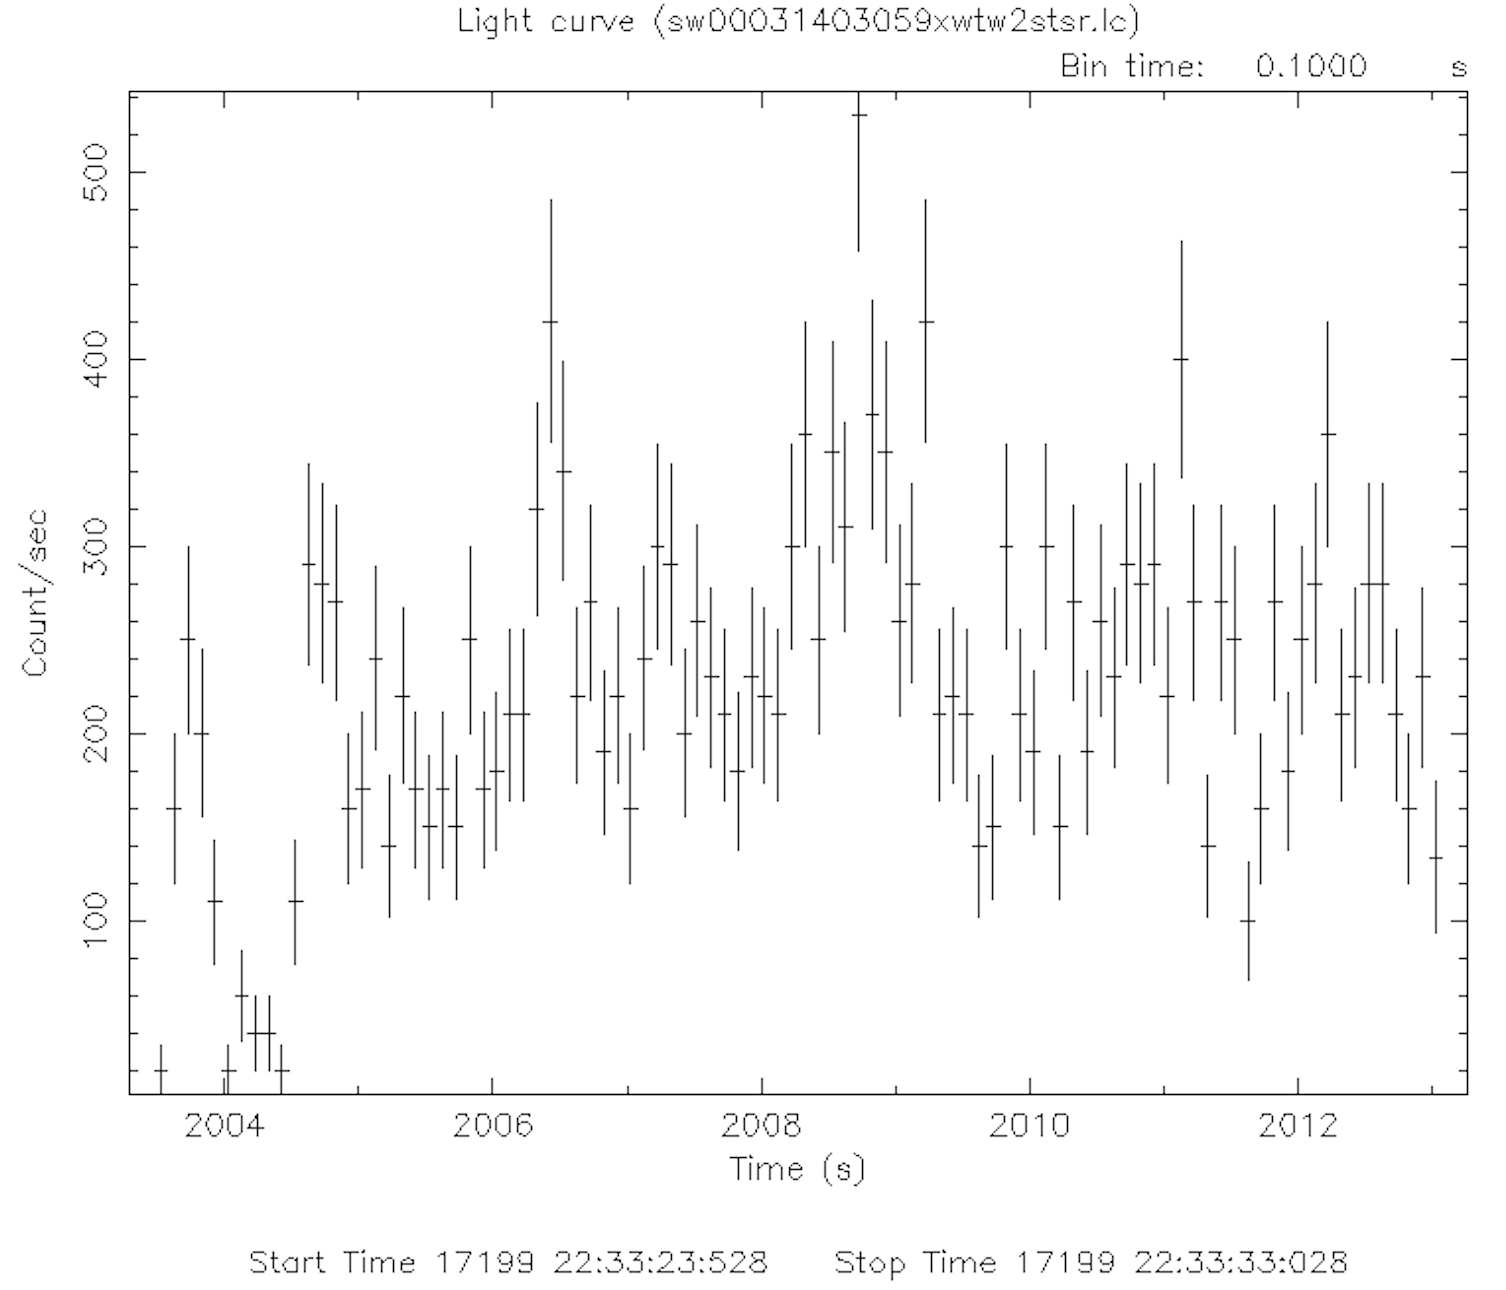 Light curve (sw00031403059xwtw2stsr.lc)
Bin time: 0.1000 s
500
400
300
200
100
Count/sec
2004 2006 2008 2010 2012
Time (s)
Start Time 17199 22:33:23:528 Stop Time 17199 22:33:33:028